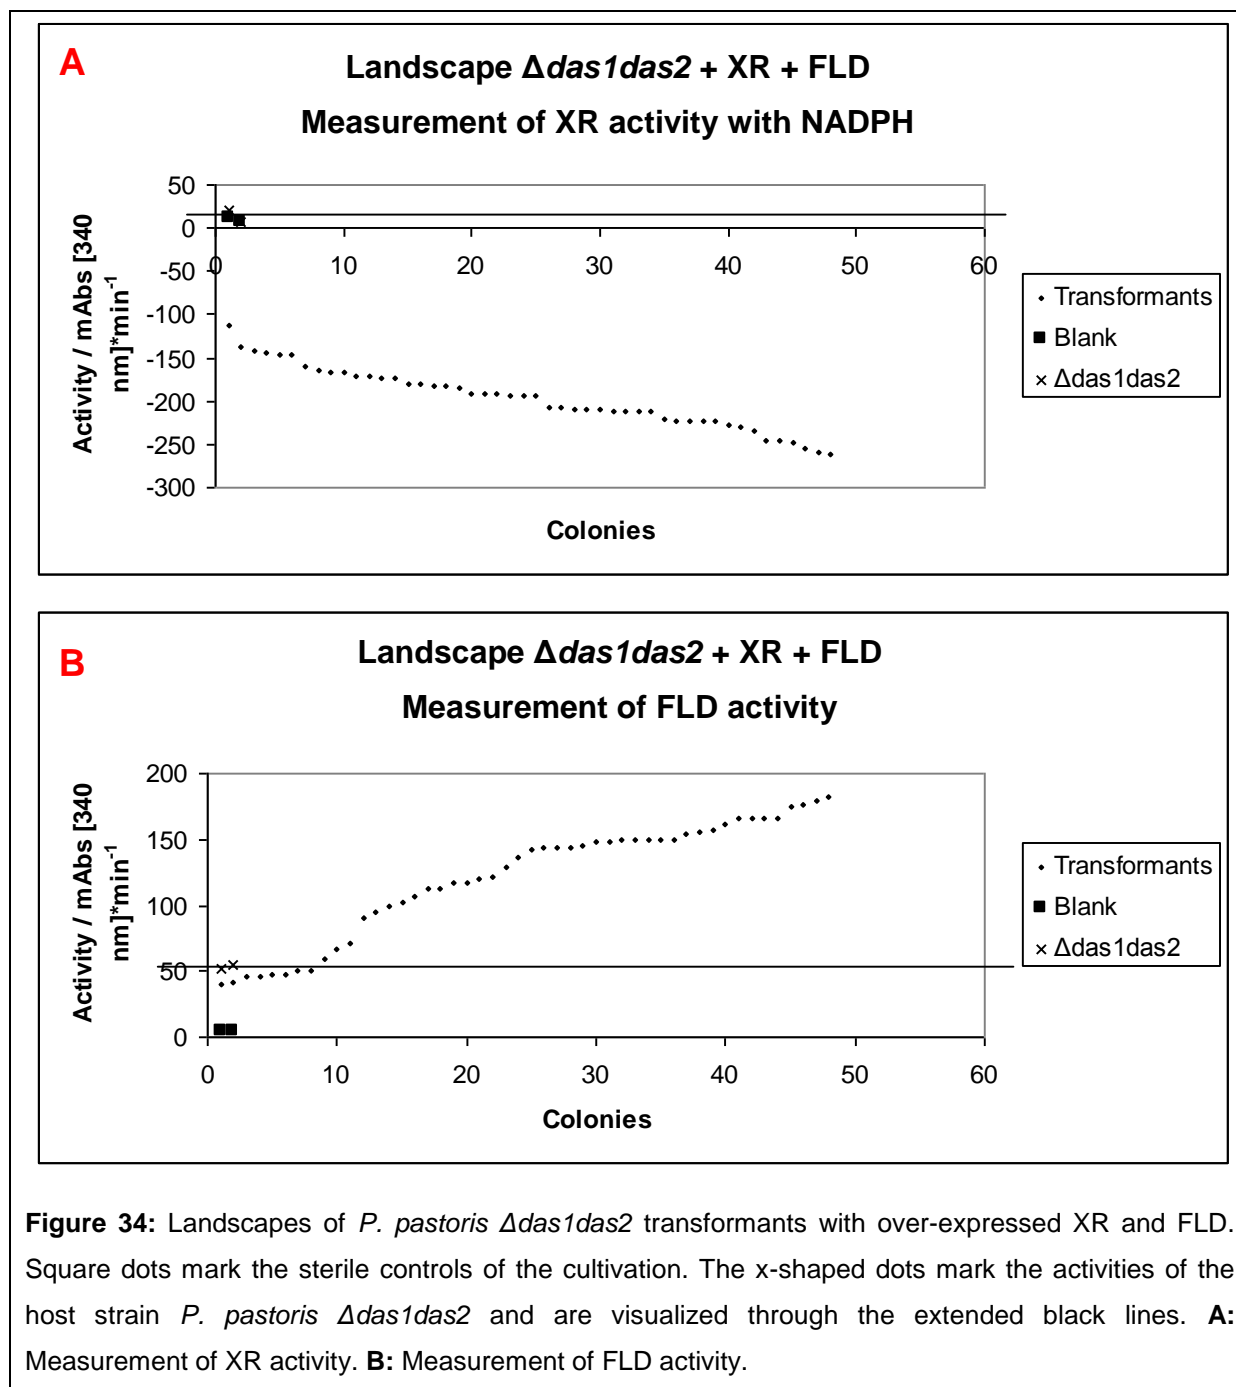 A
Landscape Δdas1das2 + XR + FLD
Measurement of XR activity with NADPH
Activity / mAbs [340
nm]*min-1
50
0
-50
-100
-150
-200
-250
-300
0 10 20 30 40 50 60
Colonies
Transformants
Blank
Δdas1das2
B
Landscape Δdas1das2 + XR + FLD
Measurement of FLD activity
Activity / mAbs [340
nm]*min-1
200
150
100
50
0
0 10 20 30 40 50 60
Colonies
Transformants
Blank
Δdas1das2
Figure 34: Landscapes of P. pastoris Δdas1das2 transformants with over-expressed XR and FLD.
Square dots mark the sterile controls of the cultivation. The x-shaped dots mark the activities of the
host strain P. pastoris Δdas1das2 and are visualized through the extended black lines. A:
Measurement of XR activity. B: Measurement of FLD activity.